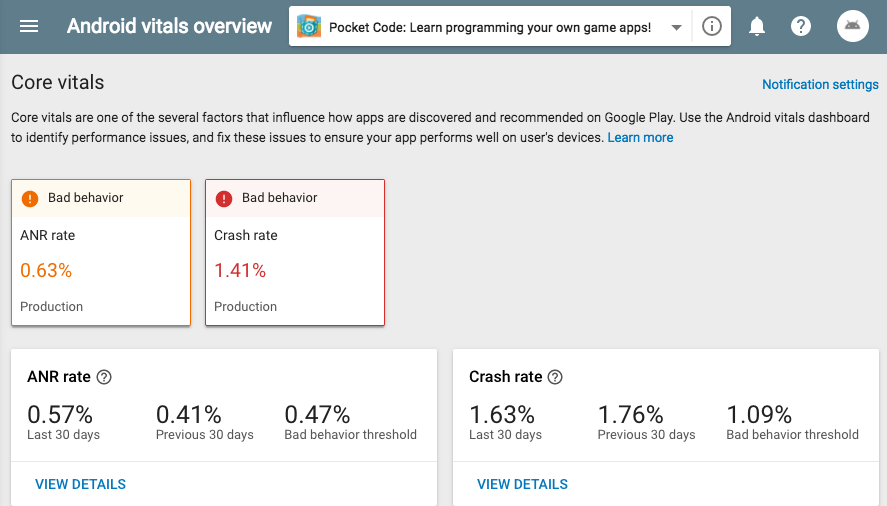 Android vitals overview
Pocket Code: Learn programming your own game apps!
Core vitals
Notification settings
Core vitals are one of the several factors that influence how apps are discovered and recommended on Google Play. Use the Android vitals dashboard
to identify performance issues, and fix these issues to ensure your app performs well on user's devices. Learn more
Bad behavior
ANR rate
0.63%
Production
Bad behavior
Crash rate
1.41%
Production
ANR rate
0.57% 0.41% 0.47%
Last 30 days Previous 30 days Bad behavior threshold
VIEW DETAILS
Crash rate
1.63% 1.76% 1.09%
Last 30 days Previous 30 days Bad behavior threshold
VIEW DETAILS